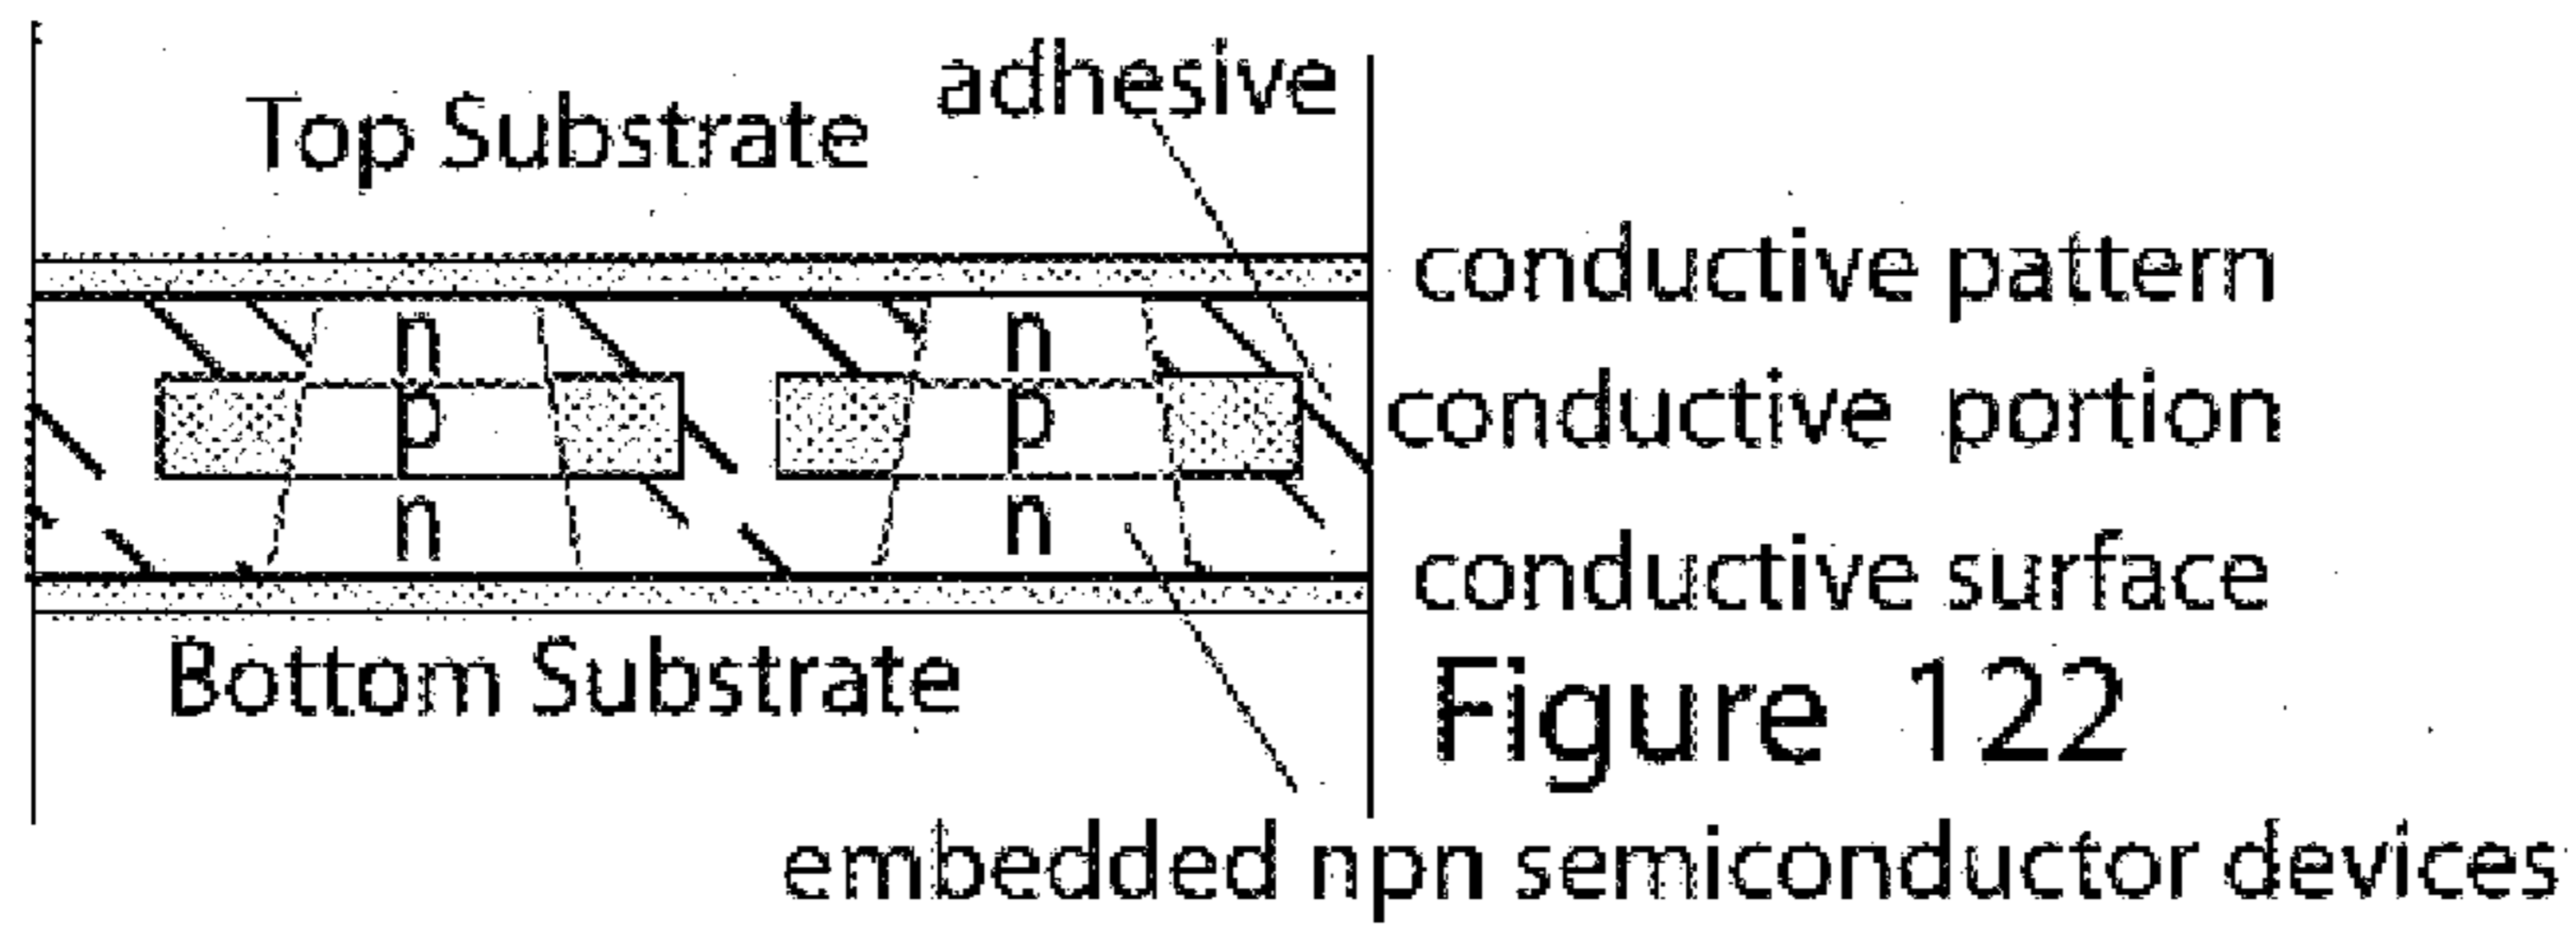 adhesive
Top Substrate
conductive pattern
n n
conductive portion
p p
n n
conductive surface
Bottom Substrate
Figure 122
embedded npn semiconductor devices